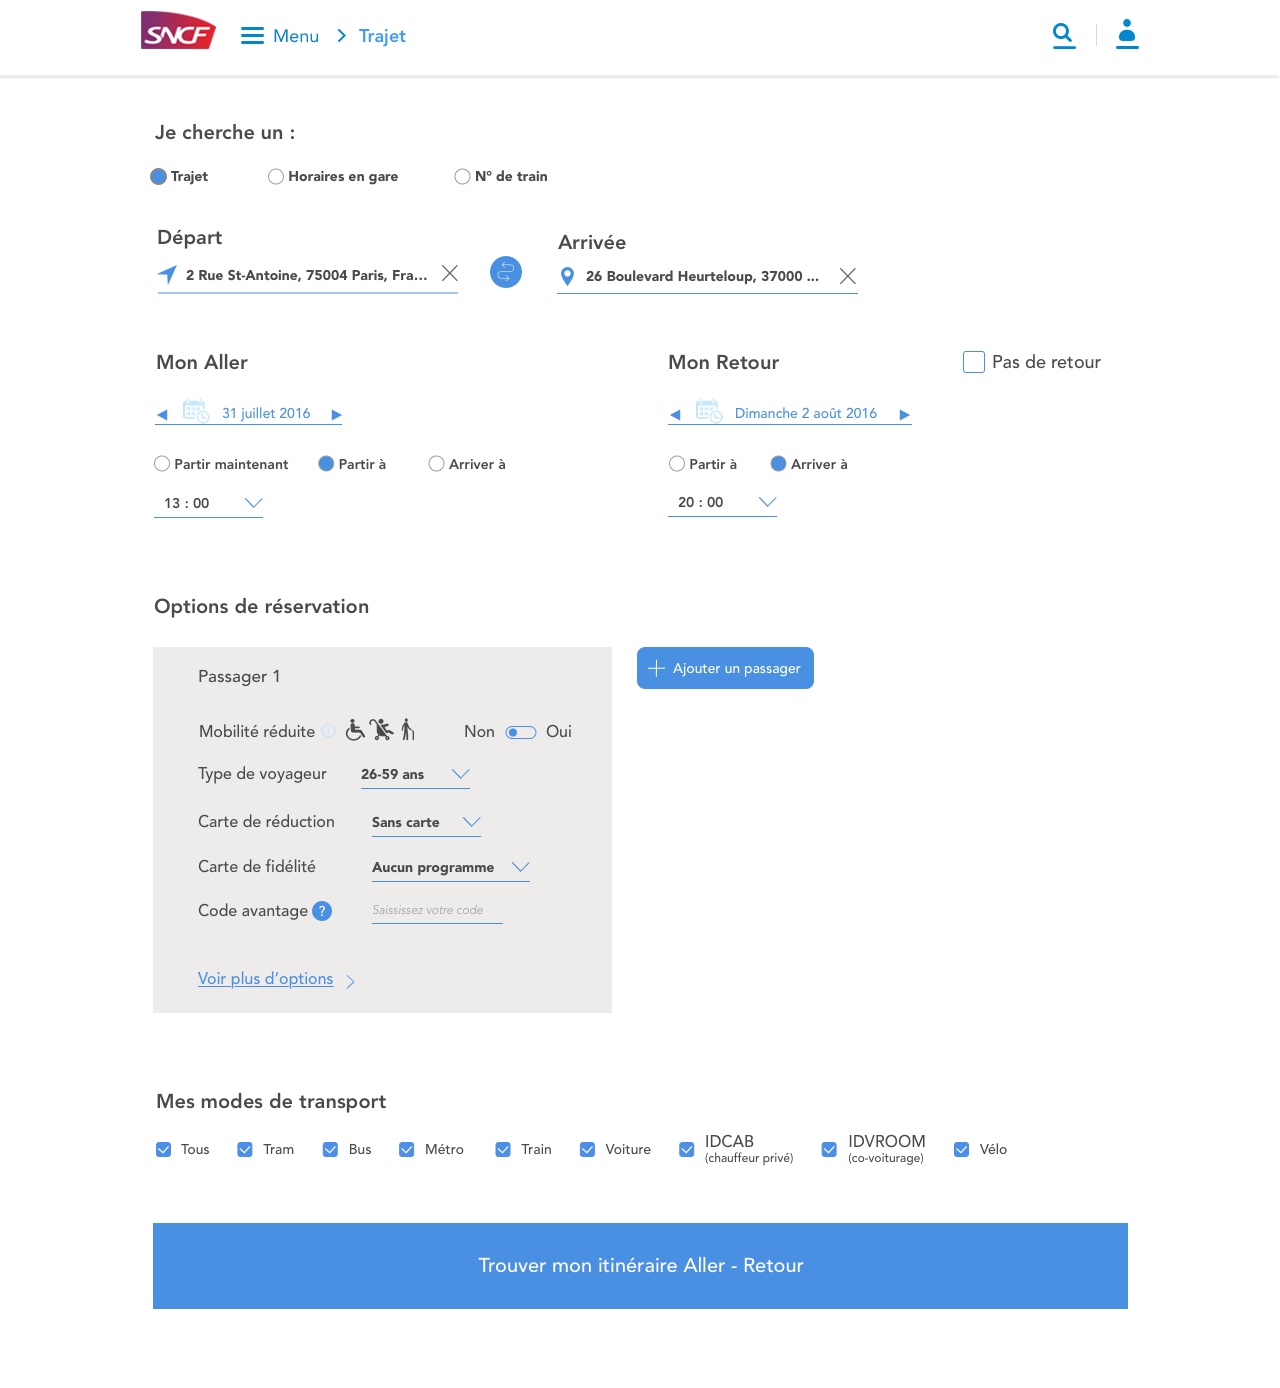 SNCF
Menu
Trajet
Je cherche un :
Trajet
Horaires en gare
N° de train
Départ
Arrivée
2 Rue St-Antoine, 75004 Paris, Fra...
26 Boulevard Heurteloup, 37000 ...
Mon Aller
Mon Retour
Pas de retour
31 juillet 2016
Dimanche 2 août 2016
Partir maintenant
Partir à
Arriver à
Partir à
Arriver à
13 : 00
20 : 00
Options de réservation
Passager 1
Ajouter un passager
Mobilité réduite
Non
Oui
Type de voyageur
26-59 ans
Carte de réduction
Sans carte
Carte de fidélité
Aucun programme
Code avantage ?
Saississez votre code
Voir plus d’options
Mes modes de transport
Tous
Tram
Bus
Métro
Train
Voiture
IDCAB
(chauffeur privé)
IDVROOM
(co-voiturage)
Vélo
Trouver mon itinéraire Aller - Retour